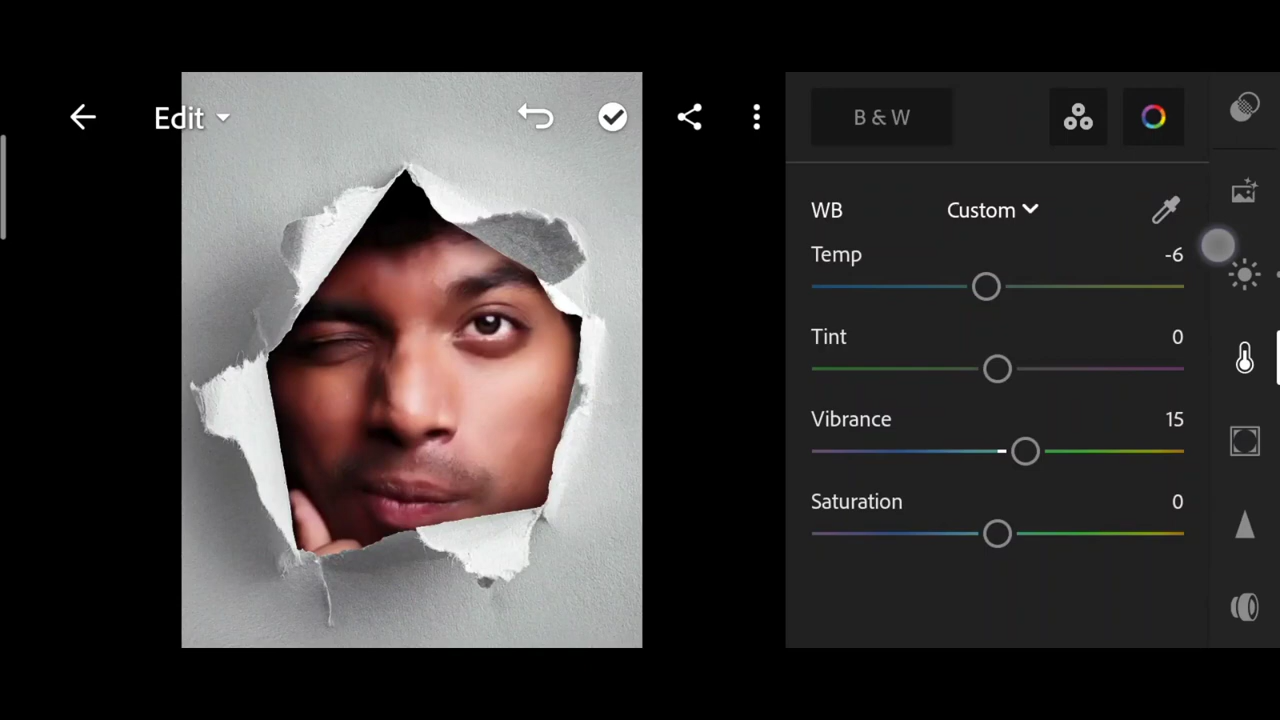 Edit
B & W
WB
Custom
Temp
-6
Tint
0
Vibrance
15
Saturation
0